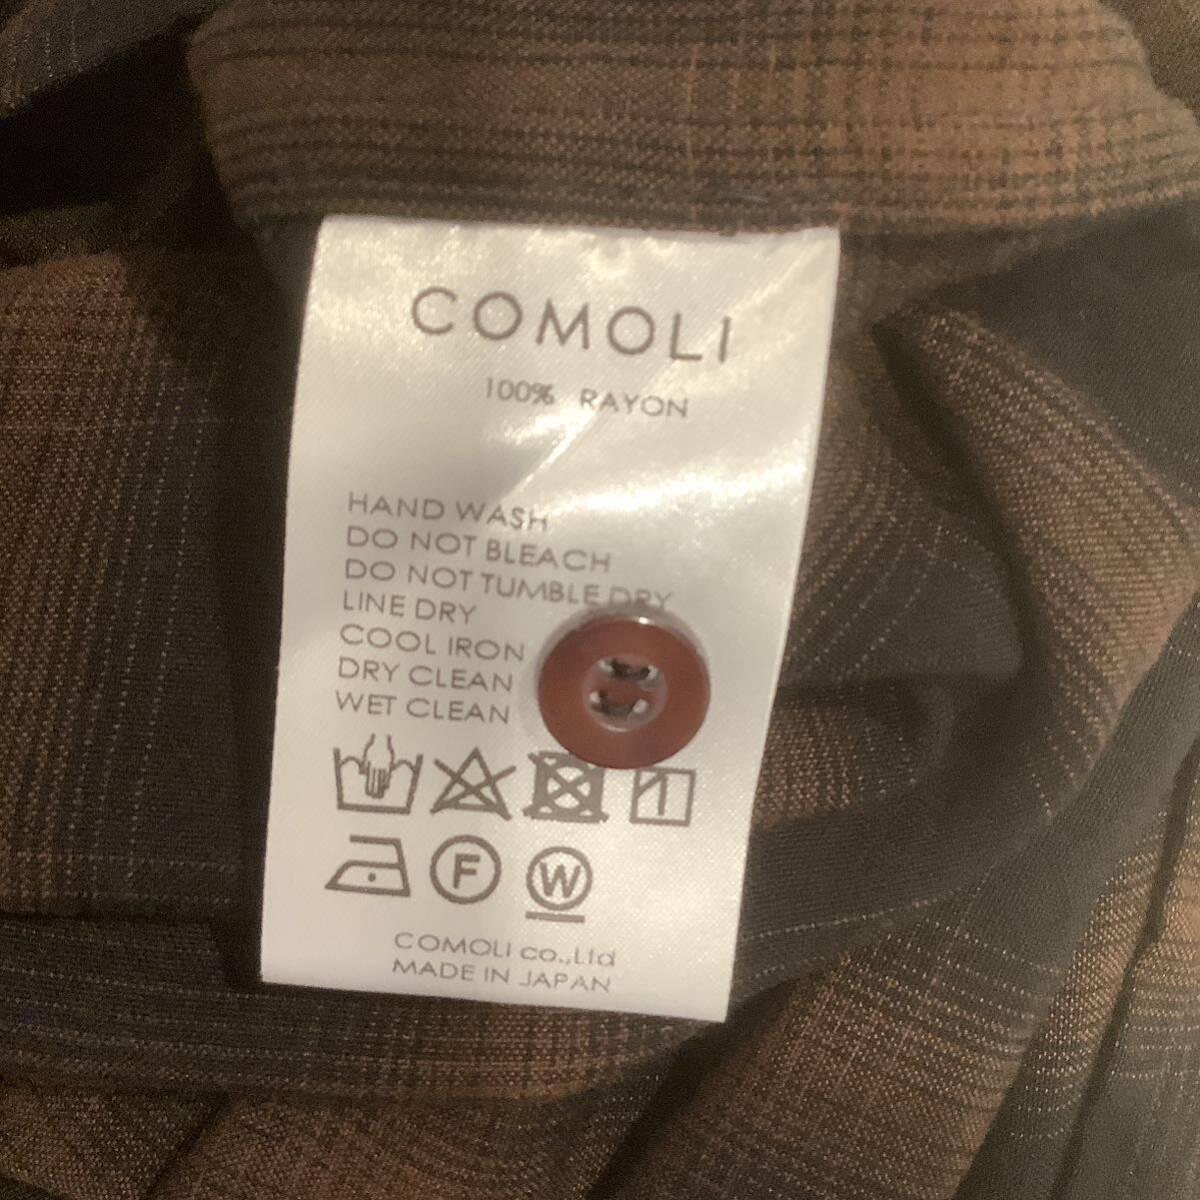 COMOLI
100% RAYON
HAND WASH
DO NOT BLEACH
DO NOT TUMBLE DRY
LINE DRY
COOL IRON
DRY CLEAN
WET CLEAN
F W
COMOLI co.,Ltd
MADE IN JAPAN